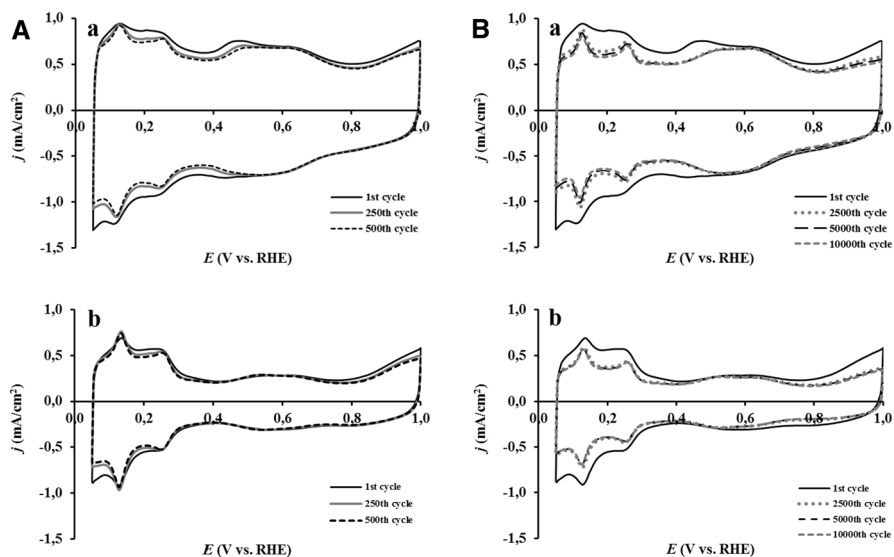 A
a
1,0
0,5
0,0
-0,5
-1,0
-1,5
0,0 0,2 0,4 0,6 0,8 1,0
j (mA/cm²)
E (V vs. RHE)
1st cycle
250th cycle
500th cycle
B
a
1,0
0,5
0,0
-0,5
-1,0
-1,5
0,0 0,2 0,4 0,6 0,8 1,0
j (mA/cm²)
E (V vs. RHE)
1st cycle
2500th cycle
5000th cycle
10000th cycle
b
1,0
0,5
0,0
-0,5
-1,0
-1,5
0,0 0,2 0,4 0,6 0,8 1,0
j (mA/cm²)
E (V vs. RHE)
1st cycle
250th cycle
500th cycle
b
1,0
0,5
0,0
-0,5
-1,0
-1,5
0,0 0,2 0,4 0,6 0,8 1,0
j (mA/cm²)
E (V vs. RHE)
1st cycle
2500th cycle
5000th cycle
10000th cycle